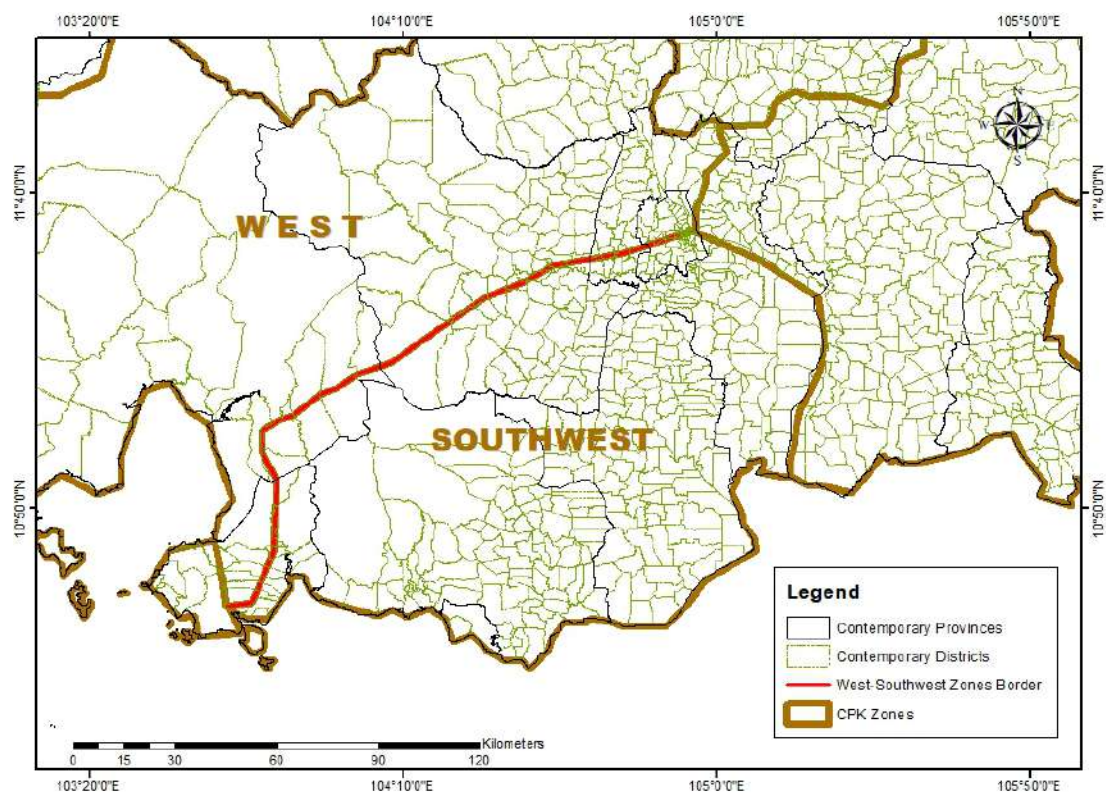 103°20'0"E 104°10'0"E 105°0'0"E 105°50'0"E
N
W E
S
11°40'0"N 11°40'0"N
WEST
SOUTHWEST
10°50'0"N 10°50'0"N
Legend
Contemporary Provinces
Contemporary Districts
West-Southwest Zones Border
CPK Zones
Kilometers
0 15 30 60 90 120
103°20'0"E 104°10'0"E 105°0'0"E 105°50'0"E